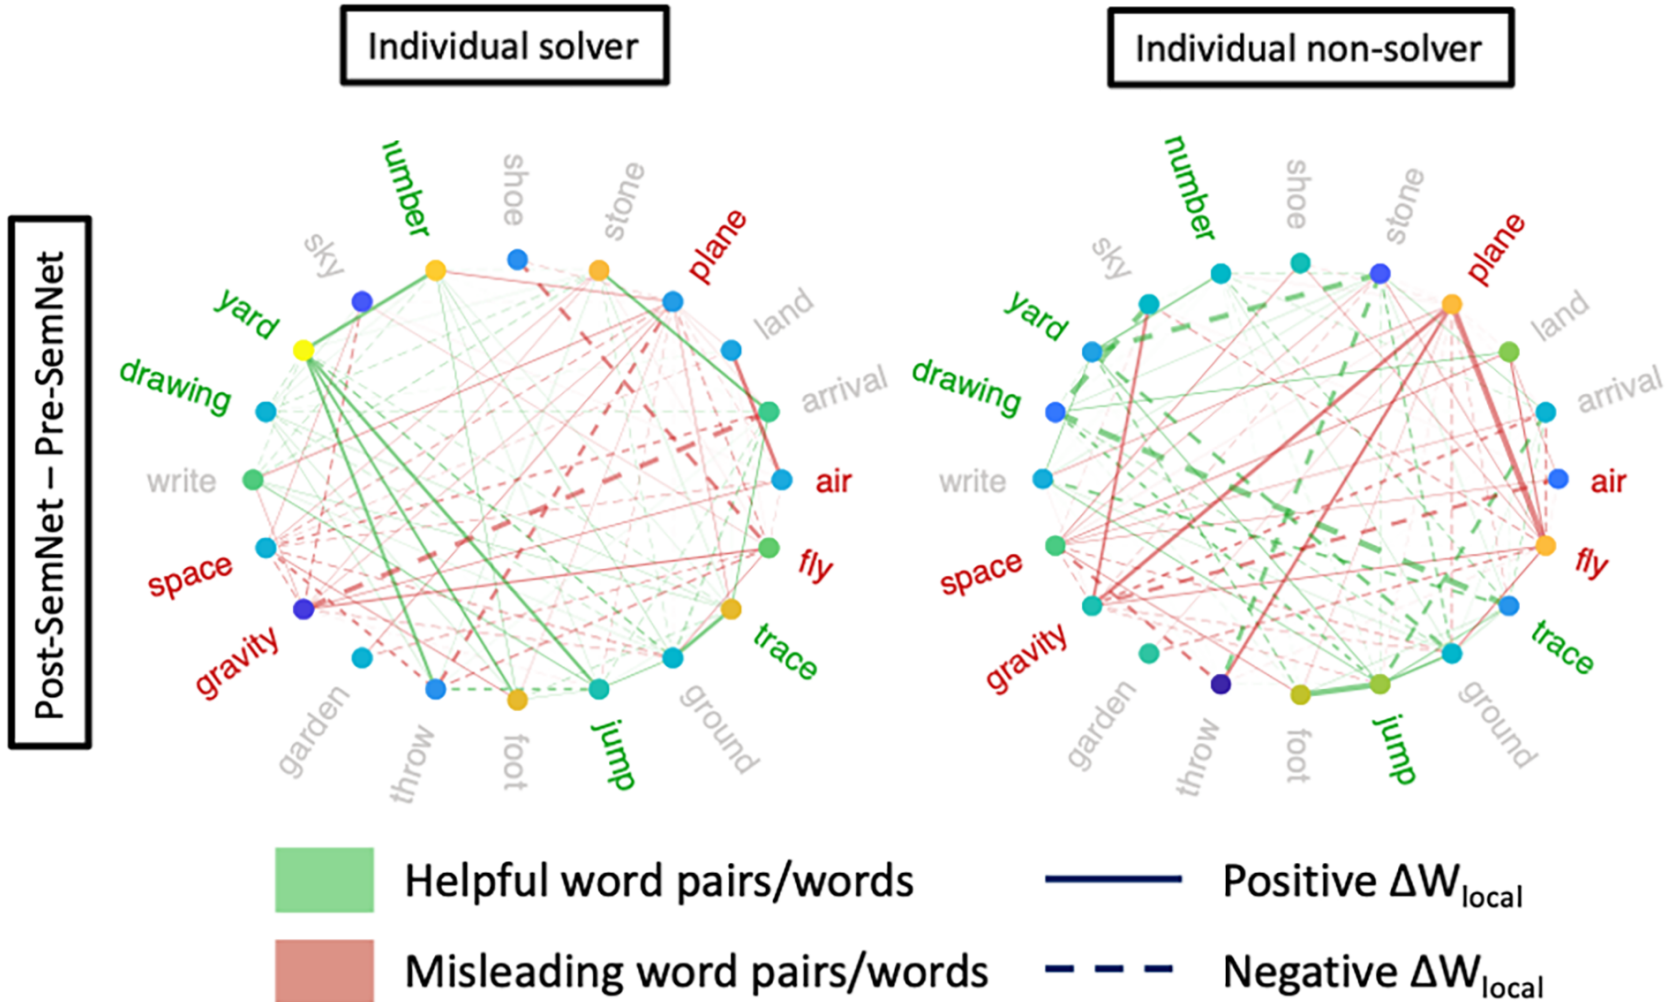 Individual solver
Individual non-solver
Post-SemNet – Pre-SemNet
umber
shoe
stone
plane
land
arrival
air
fly
trace
ground
jump
foot
throw
garden
gravity
space
write
drawing
yard
sky
number
shoe
stone
plane
land
arrival
air
fly
trace
ground
jump
foot
throw
garden
gravity
space
write
drawing
yard
sky
Helpful word pairs/words
Positive ΔWlocal
Misleading word pairs/words
Negative ΔWlocal